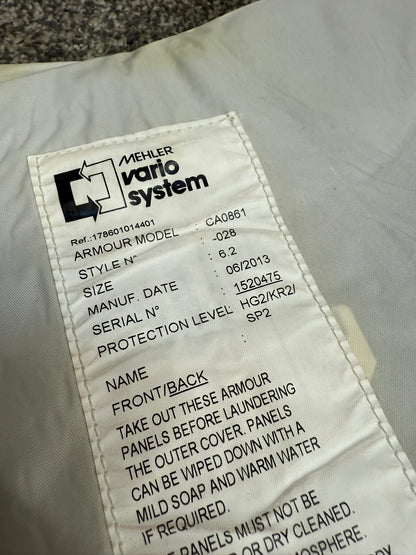 MEHLER
vario
system
Ref.:178601014401
ARMOUR MODEL : CA0861
STYLE N° -028
SIZE : 6.2
MANUF. DATE : 06/2013
SERIAL N° : 1520475
PROTECTION LEVEL: HG2/KR2/
SP2
NAME :
FRONT/BACK
TAKE OUT THESE ARMOUR
PANELS BEFORE LAUNDERING
THE OUTER COVER. PANELS
CAN BE WIPED DOWN WITH A
MILD SOAP AND WARM WATER
IF REQUIRED.
PANELS MUST NOT BE
OR DRY CLEANED.